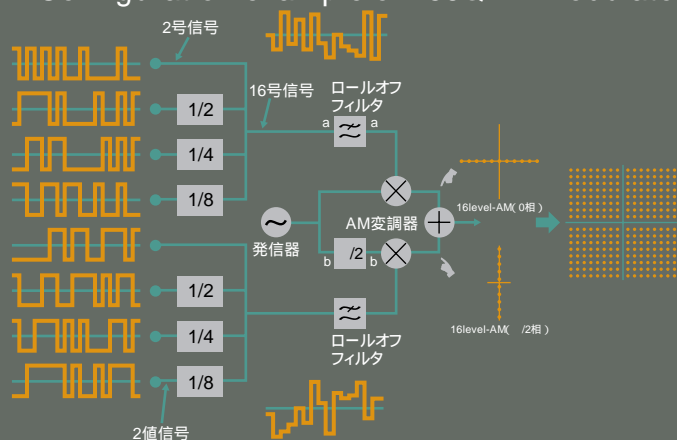 2号信号
16号信号
ロールオフ
フィルタ
a
a
1/2
1/4
1/8
発信器
AM変調器
b
/2
b
16level-AM(0相)
1/2
1/4
1/8
ロールオフ
フィルタ
16level-AM( /2相)
2値信号